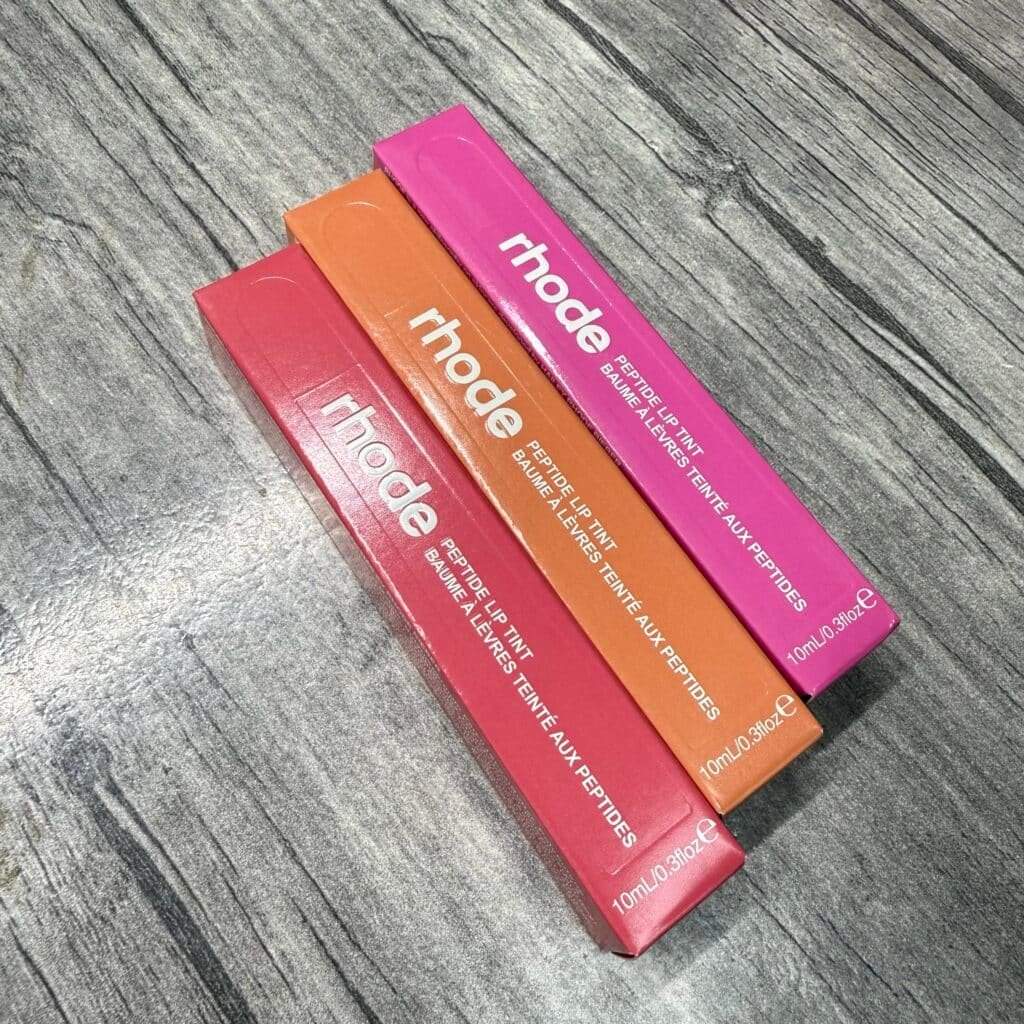 rhode
PEPTIDE LIP TINT
BAUME À LÈVRES TEINTÉ AUX PEPTIDES
10mL/0.3floz℮
rhode
PEPTIDE LIP TINT
BAUME À LÈVRES TEINTÉ AUX PEPTIDES
10mL/0.3floz℮
rhode
PEPTIDE LIP TINT
BAUME À LÈVRES TEINTÉ AUX PEPTIDES
10mL/0.3floz℮